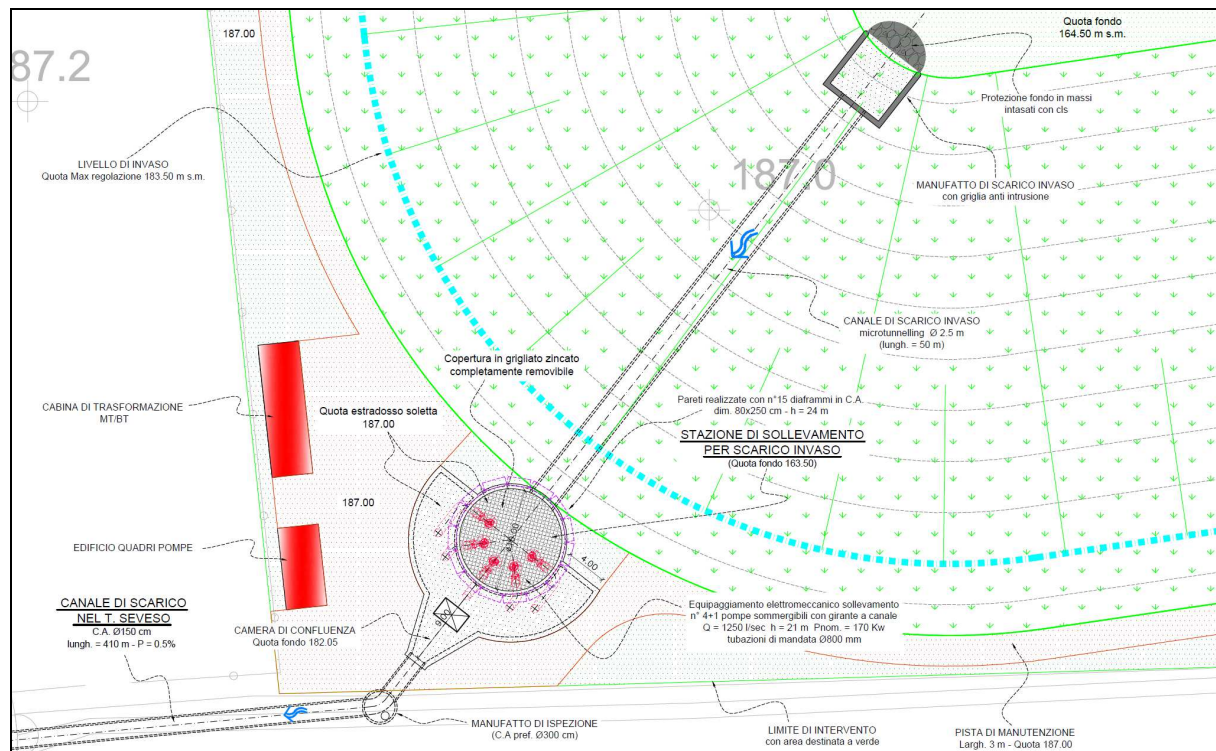 187.00
Quota fondo
164.50 m s.m.
87.2
Protezione fondo in massi
intasati con cls
LIVELLO DI INVASO
Quota Max regolazione 183.50 m s.m.
187.0
MANUFATTO DI SCARICO INVASO
con griglia anti intrusione
CANALE DI SCARICO INVASO
microtunnelling Ø 2.5 m
(lungh. = 50 m)
Copertura in grigliato zincato
completamente removibile
CABINA DI TRASFORMAZIONE
MT/BT
Quota estradosso soletta
187.00
Pareti realizzate con n°15 diaframmi in C.A.
dim. 80x250 cm - h = 24 m
STAZIONE DI SOLLEVAMENTO
PER SCARICO INVASO
(Quota fondo 163.50)
187.00
EDIFICIO QUADRI POMPE
4.00
CANALE DI SCARICO
NEL T. SEVESO
C.A. Ø150 cm
lungh. = 410 m - P = 0.5%
CAMERA DI CONFLUENZA
Quota fondo 182.05
Equipaggiamento elettromeccanico sollevamento
n° 4+1 pompe sommergibili con girante a canale
Q = 1250 l/sec h = 21 m Pnom. = 170 Kw
tubazioni di mandata Ø800 mm
MANUFATTO DI ISPEZIONE
(C.A pref. Ø300 cm)
LIMITE DI INTERVENTO
con area destinata a verde
PISTA DI MANUTENZIONE
Largh. 3 m - Quota 187.00